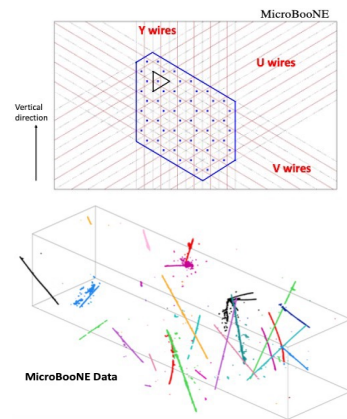 MicroBooNE
Y wires
U wires
Vertical
direction
V wires
MicroBooNE Data